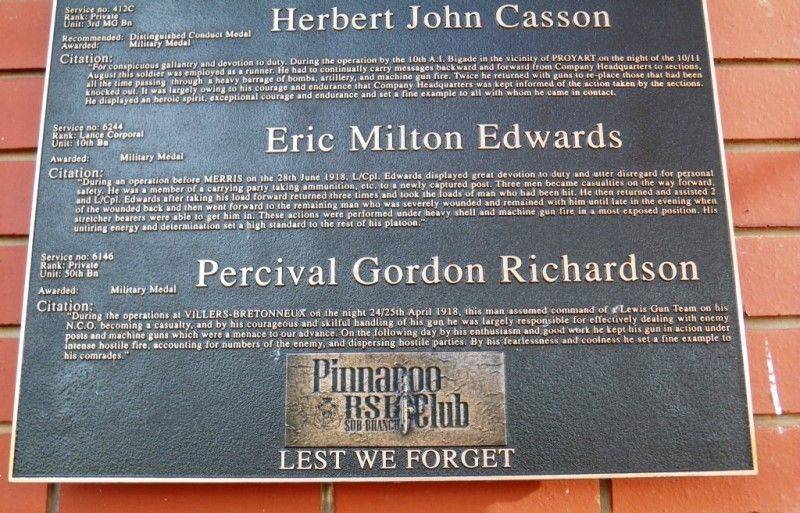 Service no: 412C
Rank: Private
Unit: 3rd MG Bn
Herbert John Casson
Recommended: Distinguished Conduct Medal
Awarded: Military Medal
Citation:
"For conspicuous gallantry and devotion to duty. During the operation by the 10th A.I. Bigade in the vicinity of PROYART on the night of the 10/11
August this soldier was employed as a runner. He had to continually carry messages backward and forward from Company Headquarters to sections,
all the time passing through a heavy barrage of bombs, artillery, and machine gun fire. Twice he returned with guns to re-place those that had been
knocked out. It was largely owing to his courage and endurance that Company Headquarters was kept informed of the action taken by the sections.
He displayed an heroic spirit, exceptional courage and endurance and set a fine example to all with whom he came in contact.
Service no: 6244
Rank: Lance Corporal
Unit: 10th Bn
Eric Milton Edwards
Awarded: Military Medal
Citation:
"During an operation before MERRIS on the 28th June 1918, L/Cpl. Edwards displayed great devotion to duty and utter disregard for personal
safety. He was a member of a carrying party taking ammunition, etc. to a newly captured post. Three men became casualties on the way forward,
and L/Cpl. Edwards after taking his load forward returned three times and took the loads of man who had been hit. He then returned and assisted 2
of the wounded back and then went forward to the remaining man who was severely wounded and remained with him until late in the evening when
stretcher bearers were able to get him in. These actions were performed under heavy shell and machine gun fire in a most exposed position. His
untiring energy and determination set a high standard to the rest of his platoon."
Service no: 6146
Rank: Private
Unit: 50th Bn
Percival Gordon Richardson
Awarded: Military Medal
Citation:
"During the operations at VILLERS-BRETONNEUX on the night 24/25th April 1918, this man assumed command of a Lewis Gun Team on his
N.C.O. becoming a casualty, and by his courageous and skilful handling of his gun he was largely responsible for effectively dealing with enemy
posts and machine guns which were a menace to our advance. On the following day by his enthusiasm and good work he kept his gun in action under
intense hostile fire, accounting for numbers of the enemy, and dispersing hostile parties. By his fearlessness and coolness he set a fine example to
his comrades."
Pinnaroo
RSL Club
SUB BRANCH
LEST WE FORGET